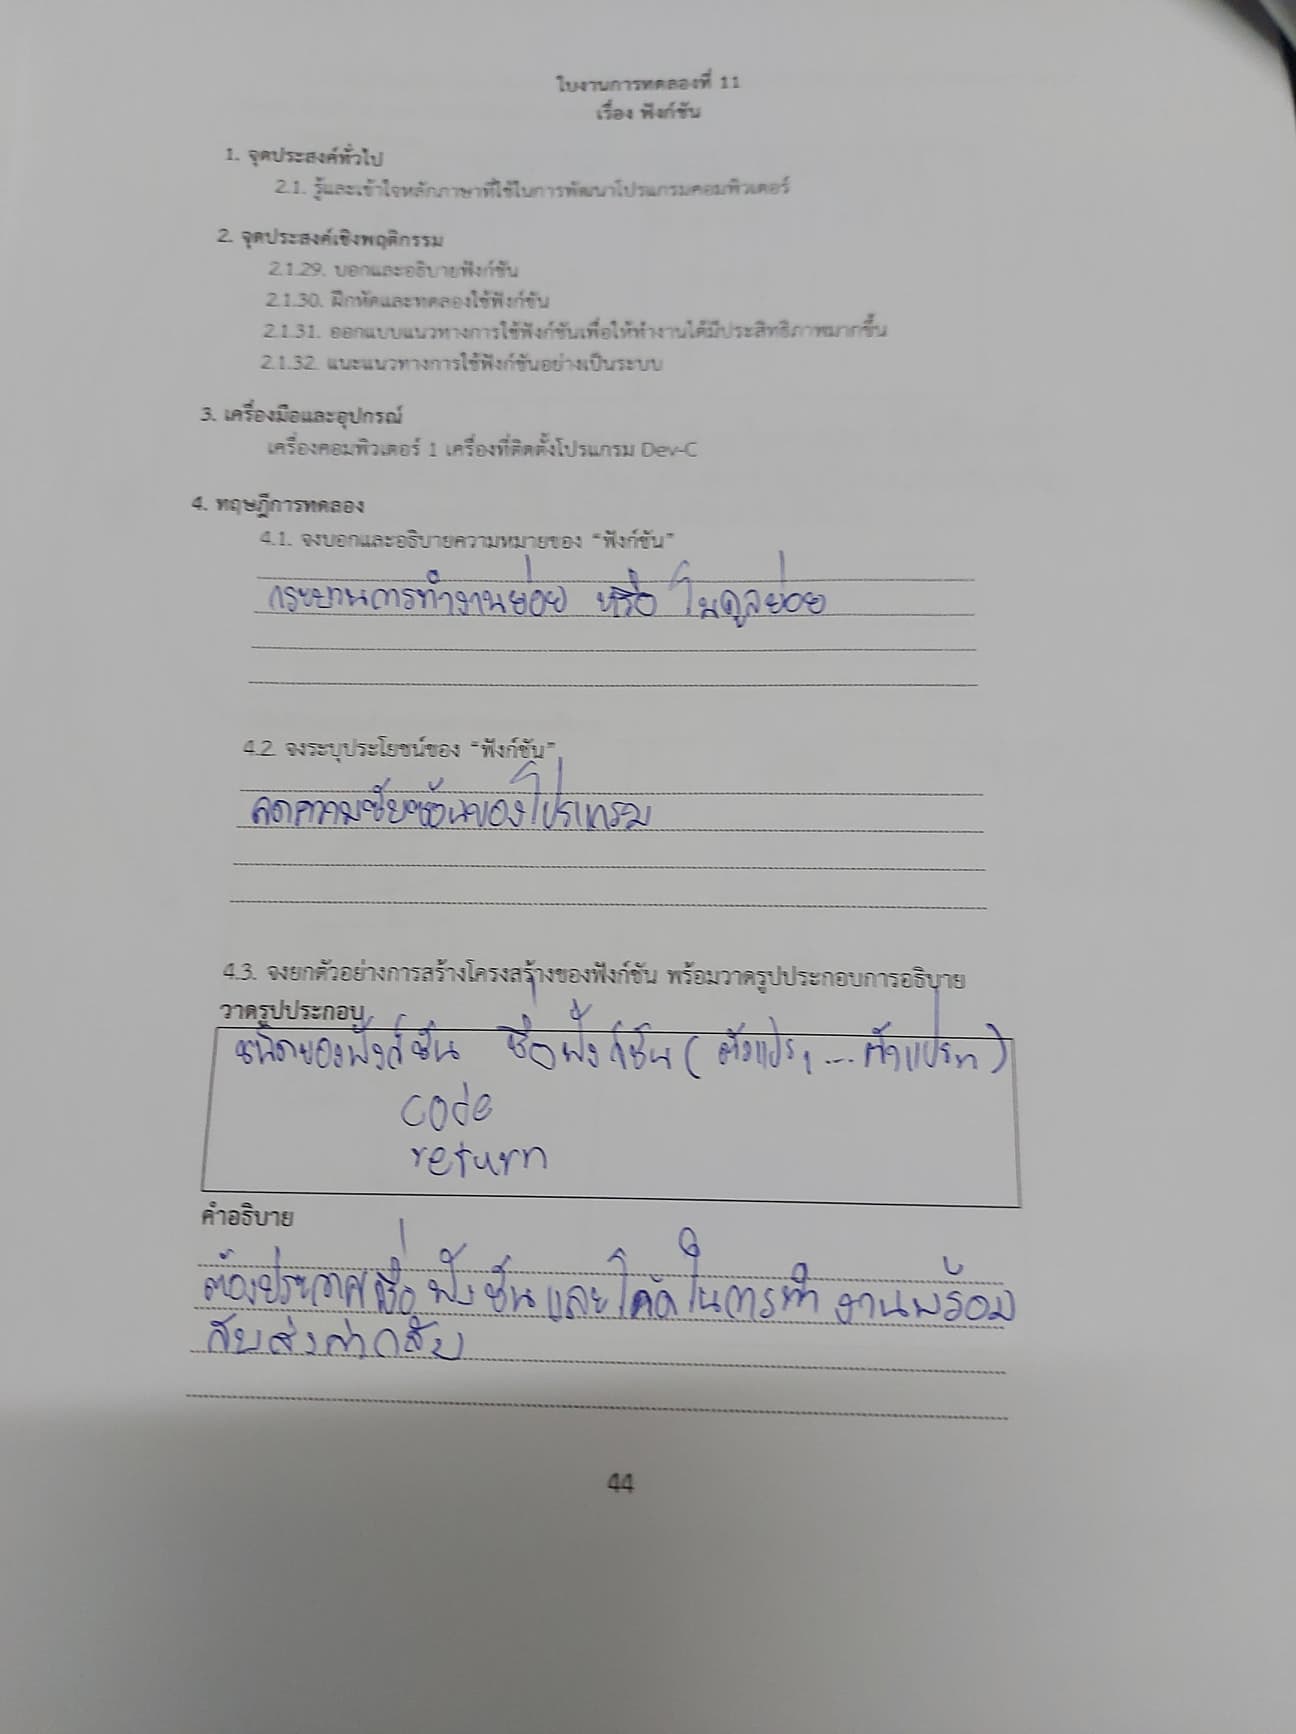 ใบงานการทดลองที่ 11
เรื่อง ฟังก์ชัน
1. จุดประสงค์ทั่วไป
2.1. รู้และเข้าใจหลักภาษาที่ใช้ในการพัฒนาโปรแกรมคอมพิวเตอร์
2. จุดประสงค์เชิงพฤติกรรม
2.1.29. บอกและอธิบายฟังก์ชัน
2.1.30. ฝึกหัดและทดลองใช้ฟังก์ชัน
2.1.31. ออกแบบแนวทางการใช้ฟังก์ชันเพื่อให้ทำงานได้มีประสิทธิภาพมากขึ้น
2.1.32. แนะแนวทางการใช้ฟังก์ชันอย่างเป็นระบบ
3. เครื่องมือและอุปกรณ์
เครื่องคอมพิวเตอร์ 1 เครื่องที่ติดตั้งโปรแกรม Dev-C
4. ทฤษฎีการทดลอง
4.1. จงบอกและอธิบายความหมายของ “ฟังก์ชัน”
กระบวนการทำงานย่อย หรือ โมดูลย่อย
4.2. จงระบุประโยชน์ของ “ฟังก์ชัน”
ลดความซับซ้อนของโปรแกรม
4.3. จงยกตัวอย่างการสร้างโครงสร้างของฟังก์ชัน พร้อมวาดรูปประกอบการอธิบาย
วาดรูปประกอบ
ชนิดของฟังก์ชัน ชื่อฟังก์ชัน ( ตัวแปร1 ... ตัวแปรn )
code
return
คำอธิบาย
ต้องประกาศชื่อฟังชันและโค้ดในการทำงานพร้อม
กับส่งค่ากลับ
44